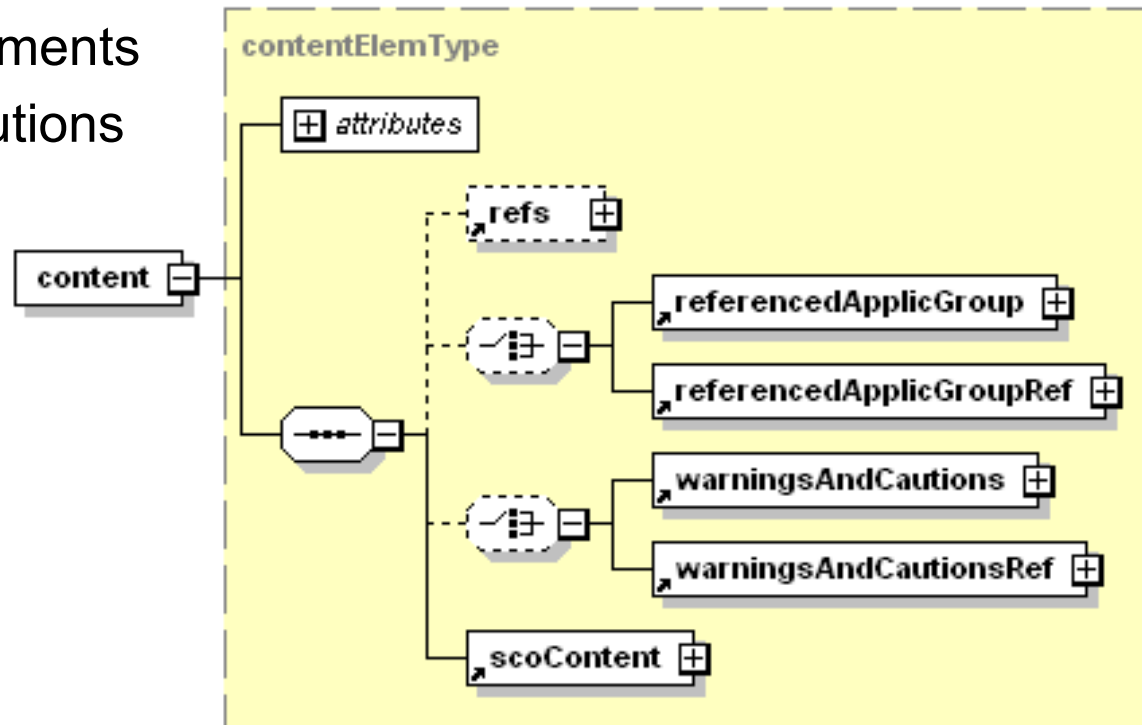 ments
utions
contentElemType
attributes
refs
content
referencedApplicGroup
referencedApplicGroupRef
warningsAndCautions
warningsAndCautionsRef
scoContent